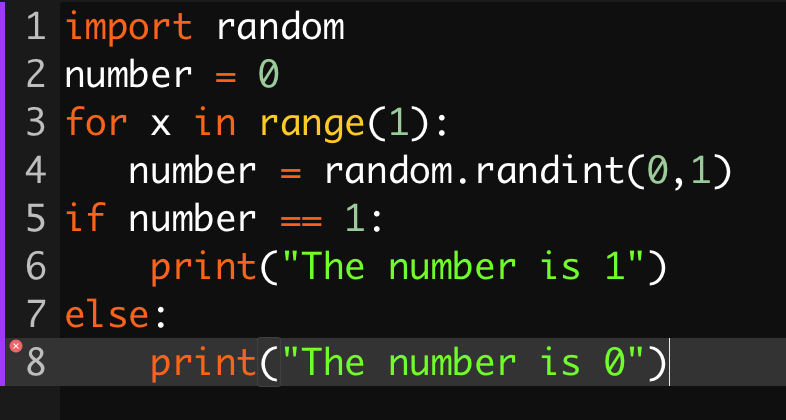 1 import random
2 number = 0
3 for x in range(1):
4    number = random.randint(0,1)
5 if number == 1:
6     print("The number is 1")
7 else:
8     print("The number is 0")